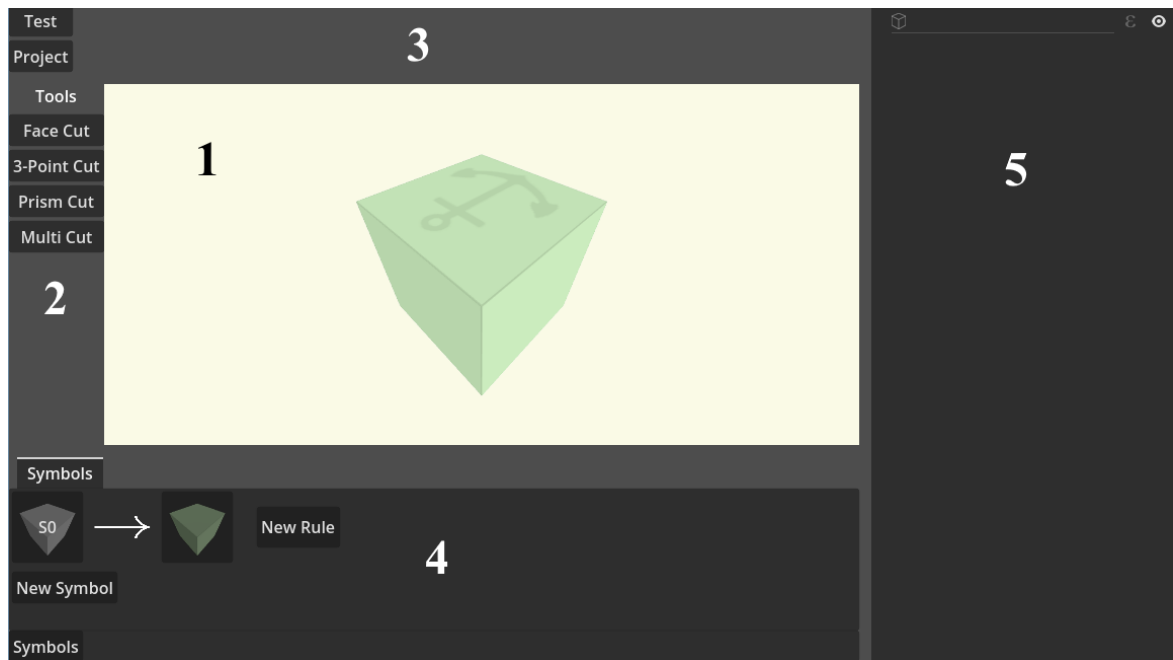 Test
3
Project
Tools
Face Cut
1
3-Point Cut
5
Prism Cut
Multi Cut
2
Symbols
S0
New Rule
4
New Symbol
Symbols
ε